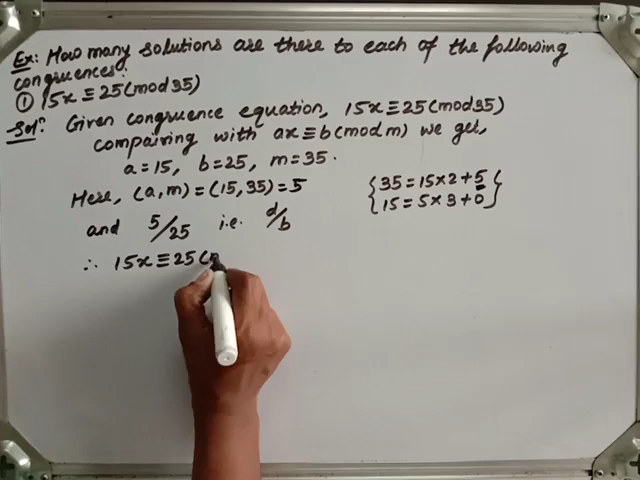 Ex: How many solutions are there to each of the following
congruences?
① 15x ≡ 25 (mod 35)
Solⁿ: Given congruence equation, 15x ≡ 25 (mod 35)
compairing with ax ≡ b (mod m) we get,
a = 15, b = 25, m = 35.
Here, (a, m) = (15, 35) = 5
{ 35 = 15 × 2 + 5
15 = 5 × 3 + 0 }
and 5/25 i.e. d/b
∴ 15x ≡ 25 (